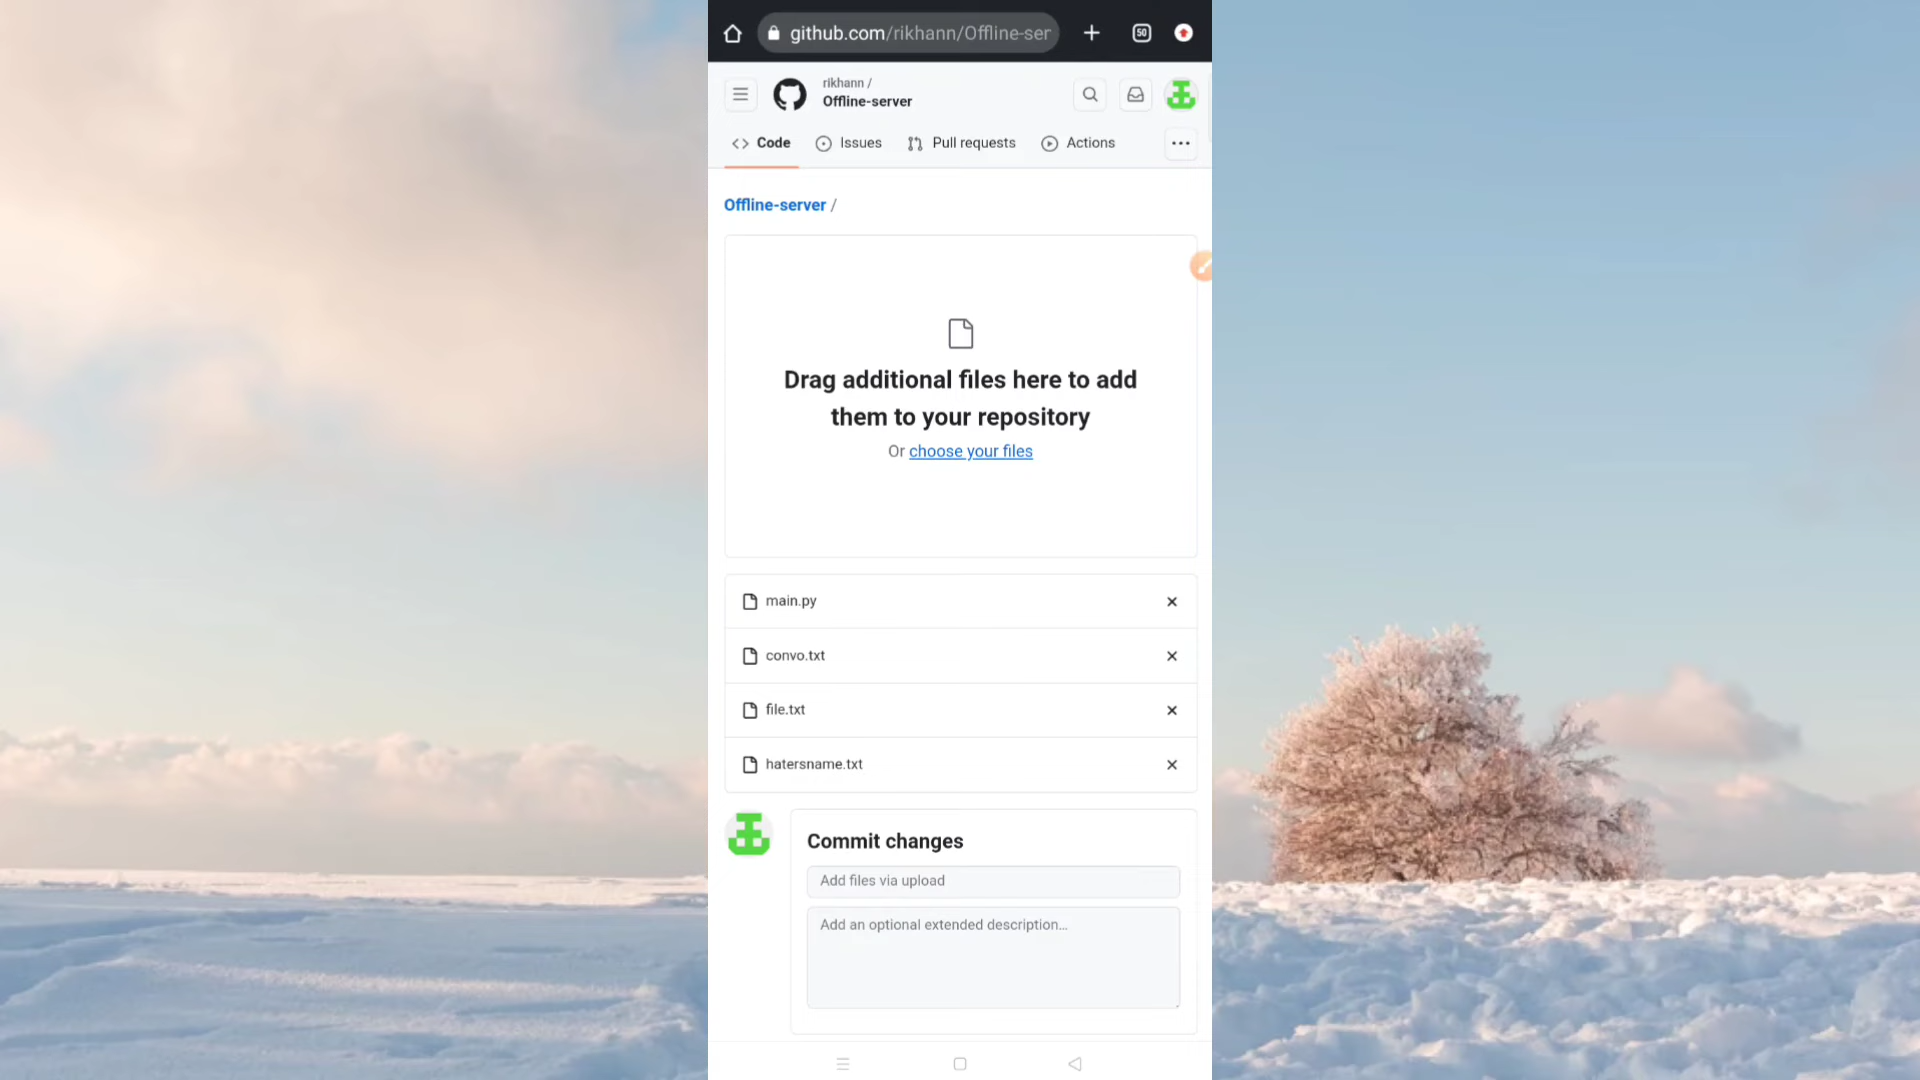 github.com/rikhann/Offline-ser
50
rikhann /
Offline-server
Code
Issues
Pull requests
Actions
Offline-server /
Drag additional files here to add
them to your repository
Or choose your files
main.py
convo.txt
file.txt
hatersname.txt
Commit changes
Add files via upload
Add an optional extended description…